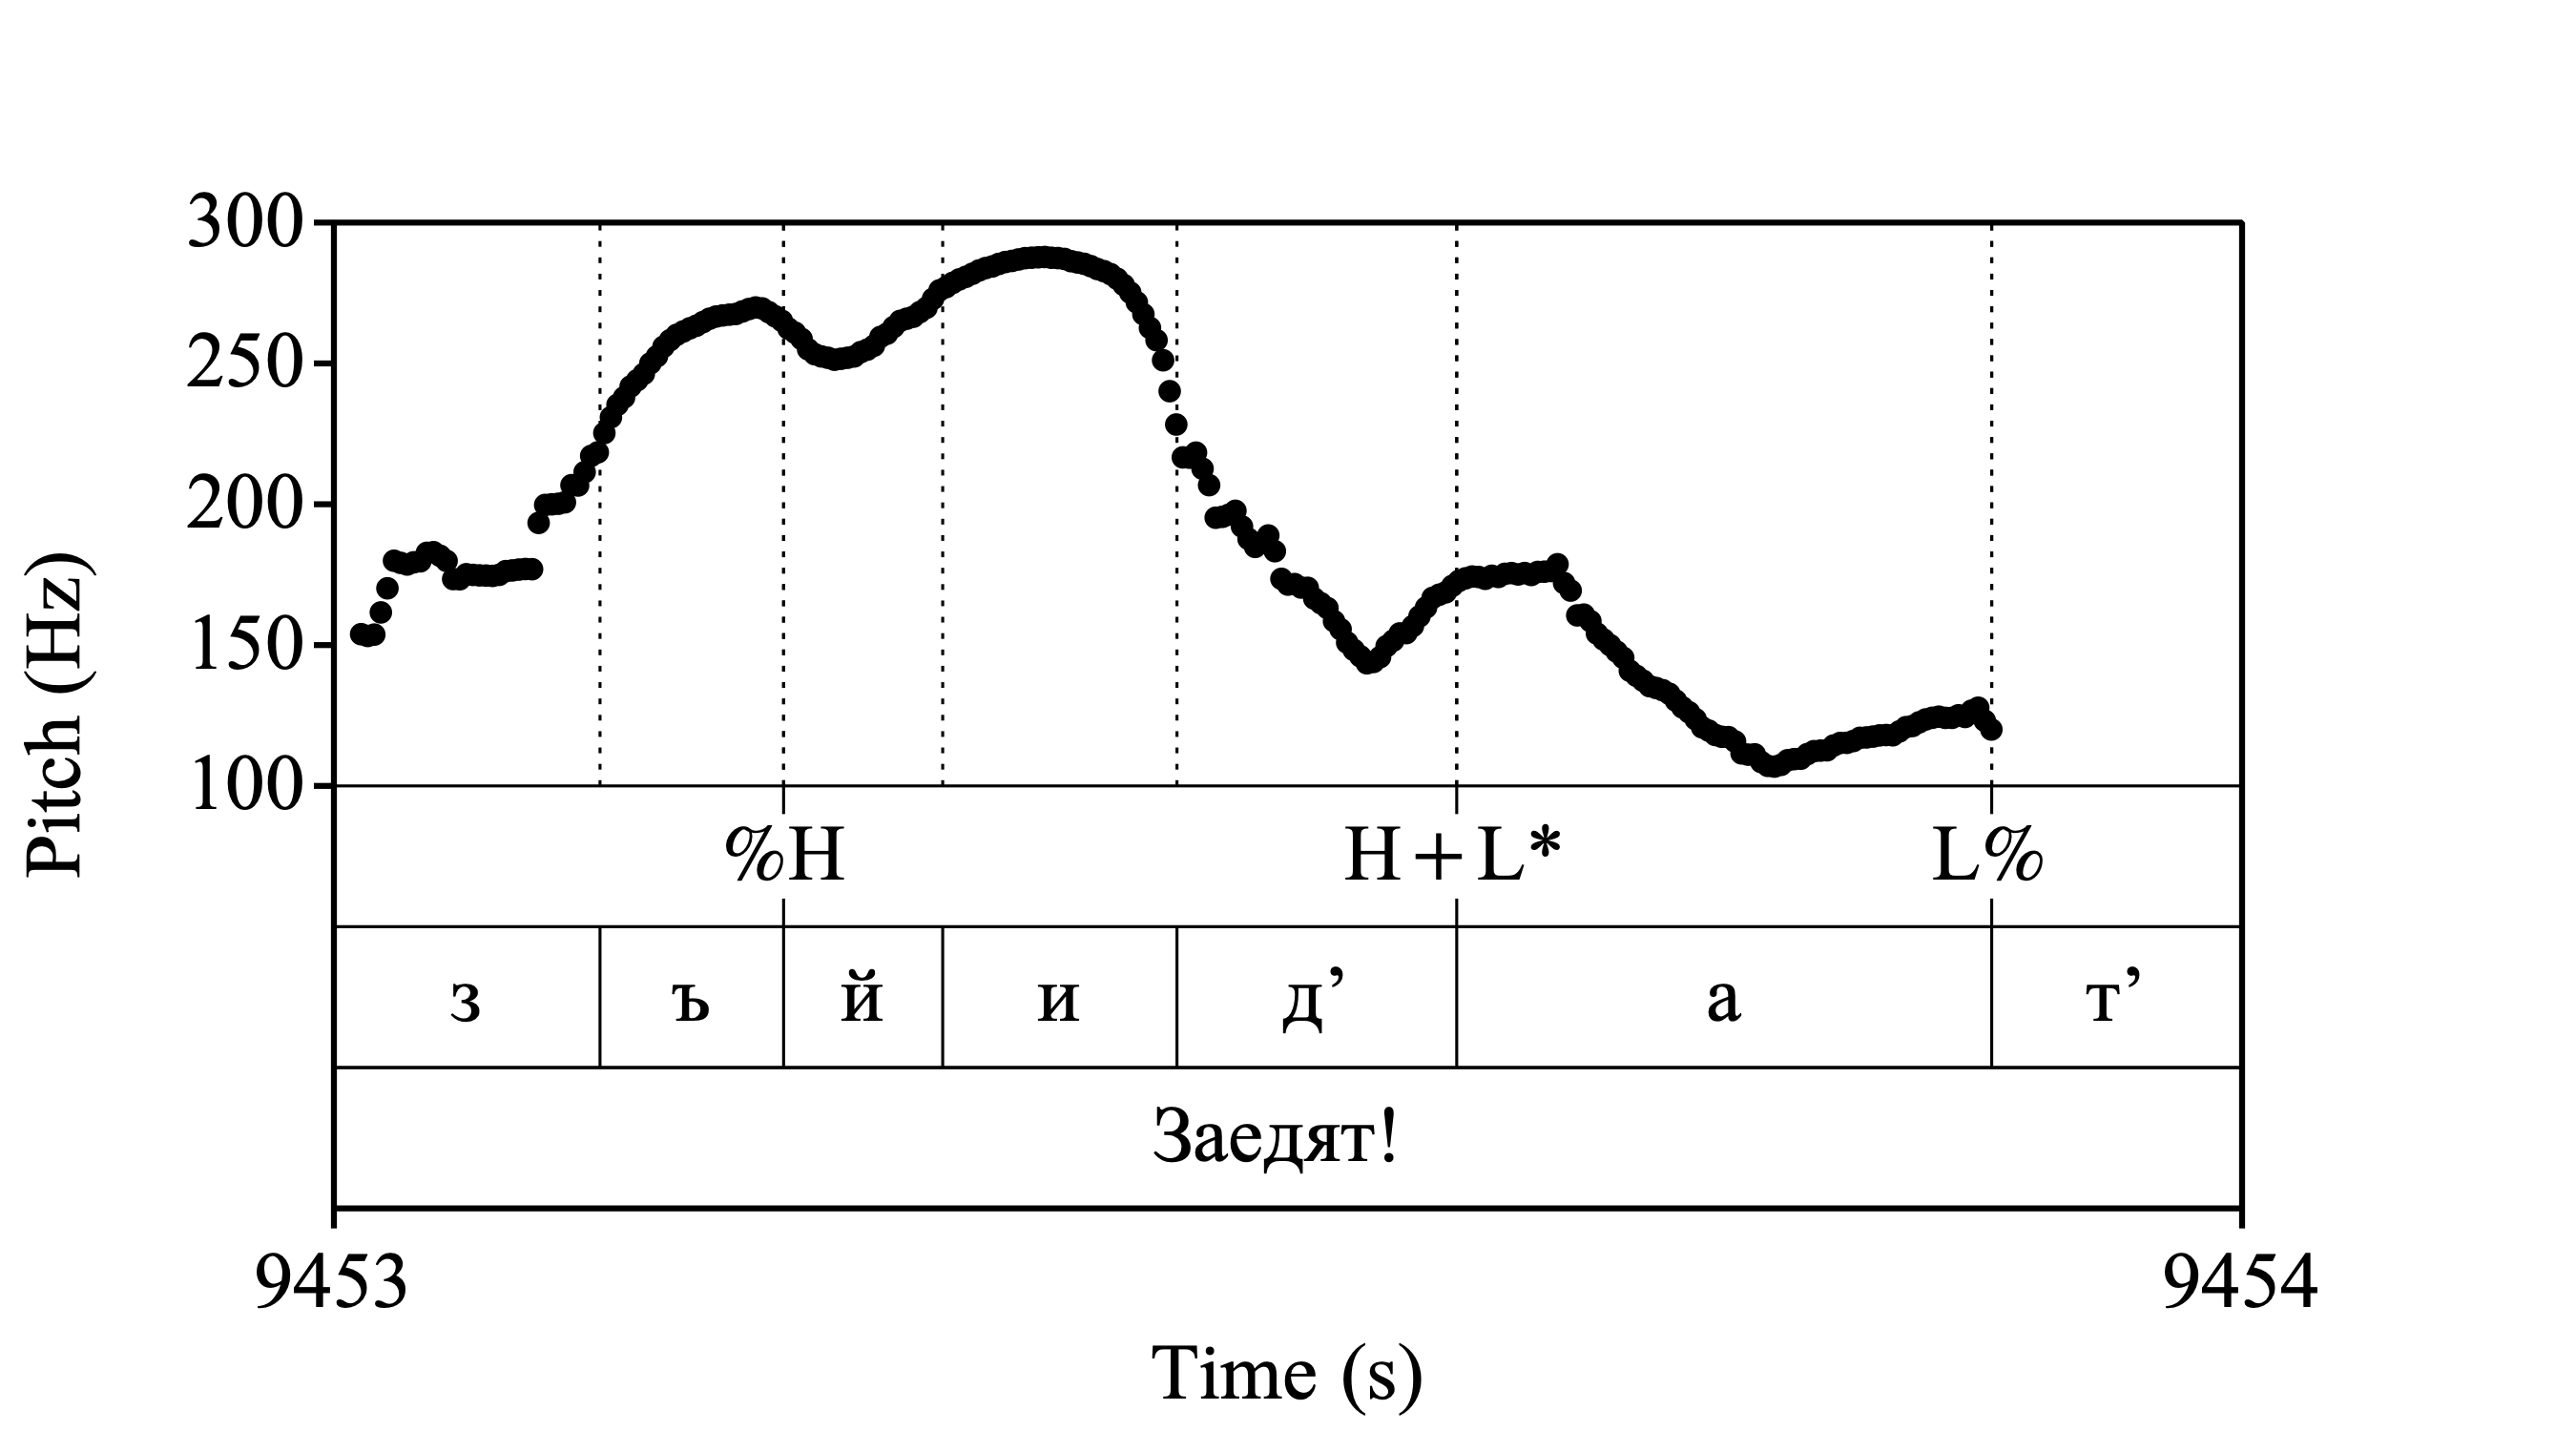 300
250
200
150
100
Pitch (Hz)
%H H+L* L%
з ъ й и д’ а т’
Заедят!
9453 9454
Time (s)